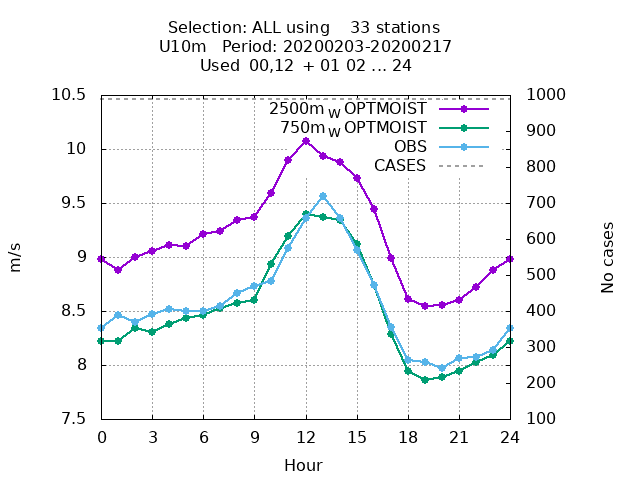 Selection: ALL using    33 stations
U10m   Period: 20200203-20200217
Used  00,12  + 01 02 ... 24
10.5
10
9.5
9
8.5
8
7.5
m/s
2500m W OPTMOIST
750m W OPTMOIST
OBS
CASES
1000
900
800
700
600
500
400
300
200
100
No cases
0 3 6 9 12 15 18 21 24
Hour